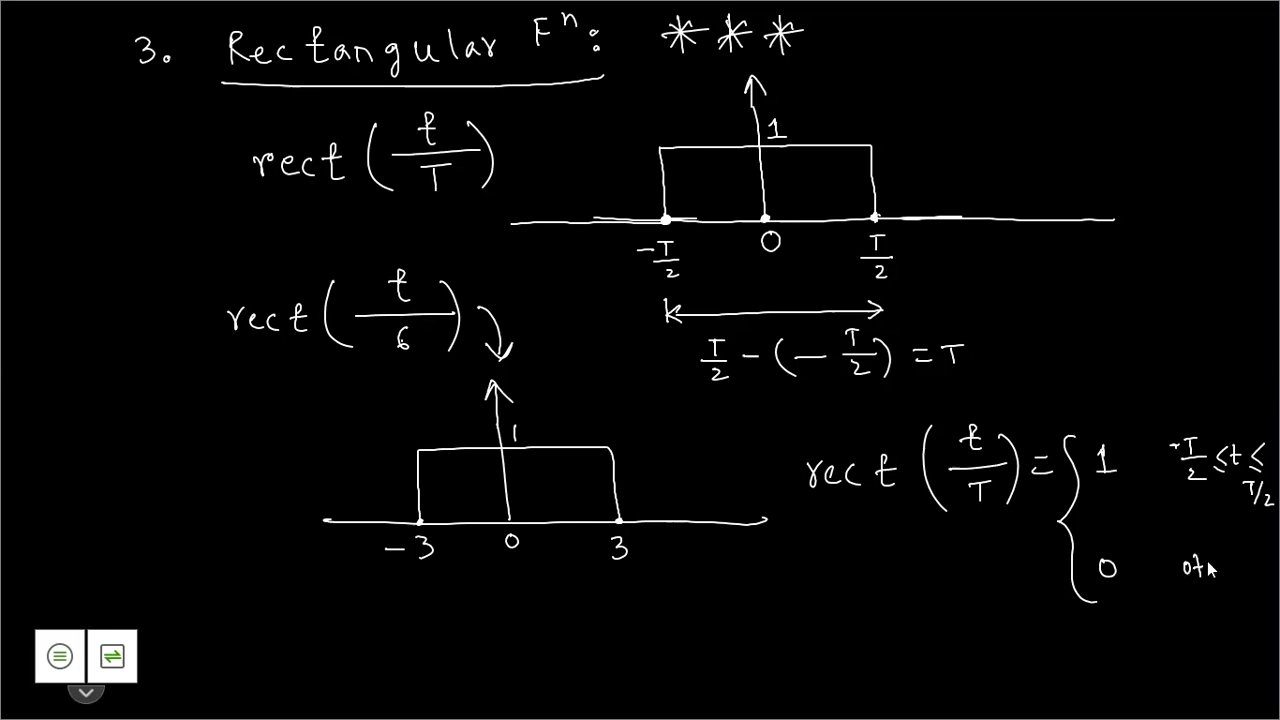 3. Rectangular Fⁿ: ***
rect(t/T)
1
-T/2 0 T/2
rect(t/6)
T/2 - (- T/2) = T
1
-3 0 3
rect(t/T) = { 1 -T/2 ≤ t ≤ T/2
0 ot